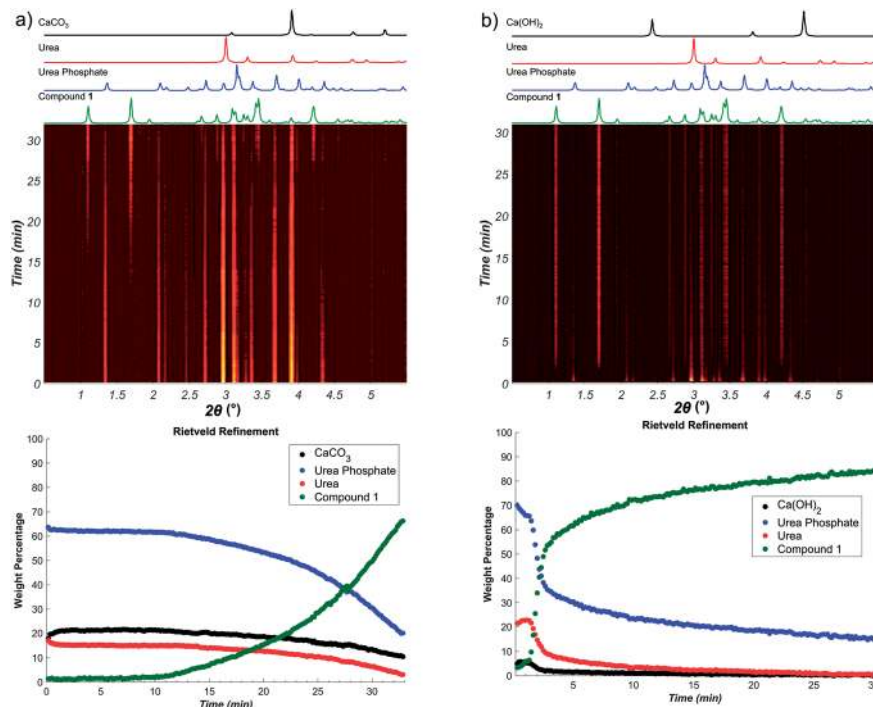 a)
CaCO3
Urea
Urea Phosphate
Compound 1
Time (min)
30
25
20
15
10
5
0
1 1.5 2 2.5 3 3.5 4 4.5 5
2θ (°)
Rietveld Refinement
Weight Percentage
100
90
80
70
60
50
40
30
20
10
0
CaCO3
Urea Phosphate
Urea
Compound 1
0 5 10 15 20 25 30
Time (min)
b)
Ca(OH)2
Urea
Urea Phosphate
Compound 1
Time (min)
30
25
20
15
10
5
0
1 1.5 2 2.5 3 3.5 4 4.5 5
2θ (°)
Rietveld Refinement
Weight Percentage
100
90
80
70
60
50
40
30
20
10
0
Ca(OH)2
Urea Phosphate
Urea
Compound 1
5 10 15 20 25 30
Time (min)